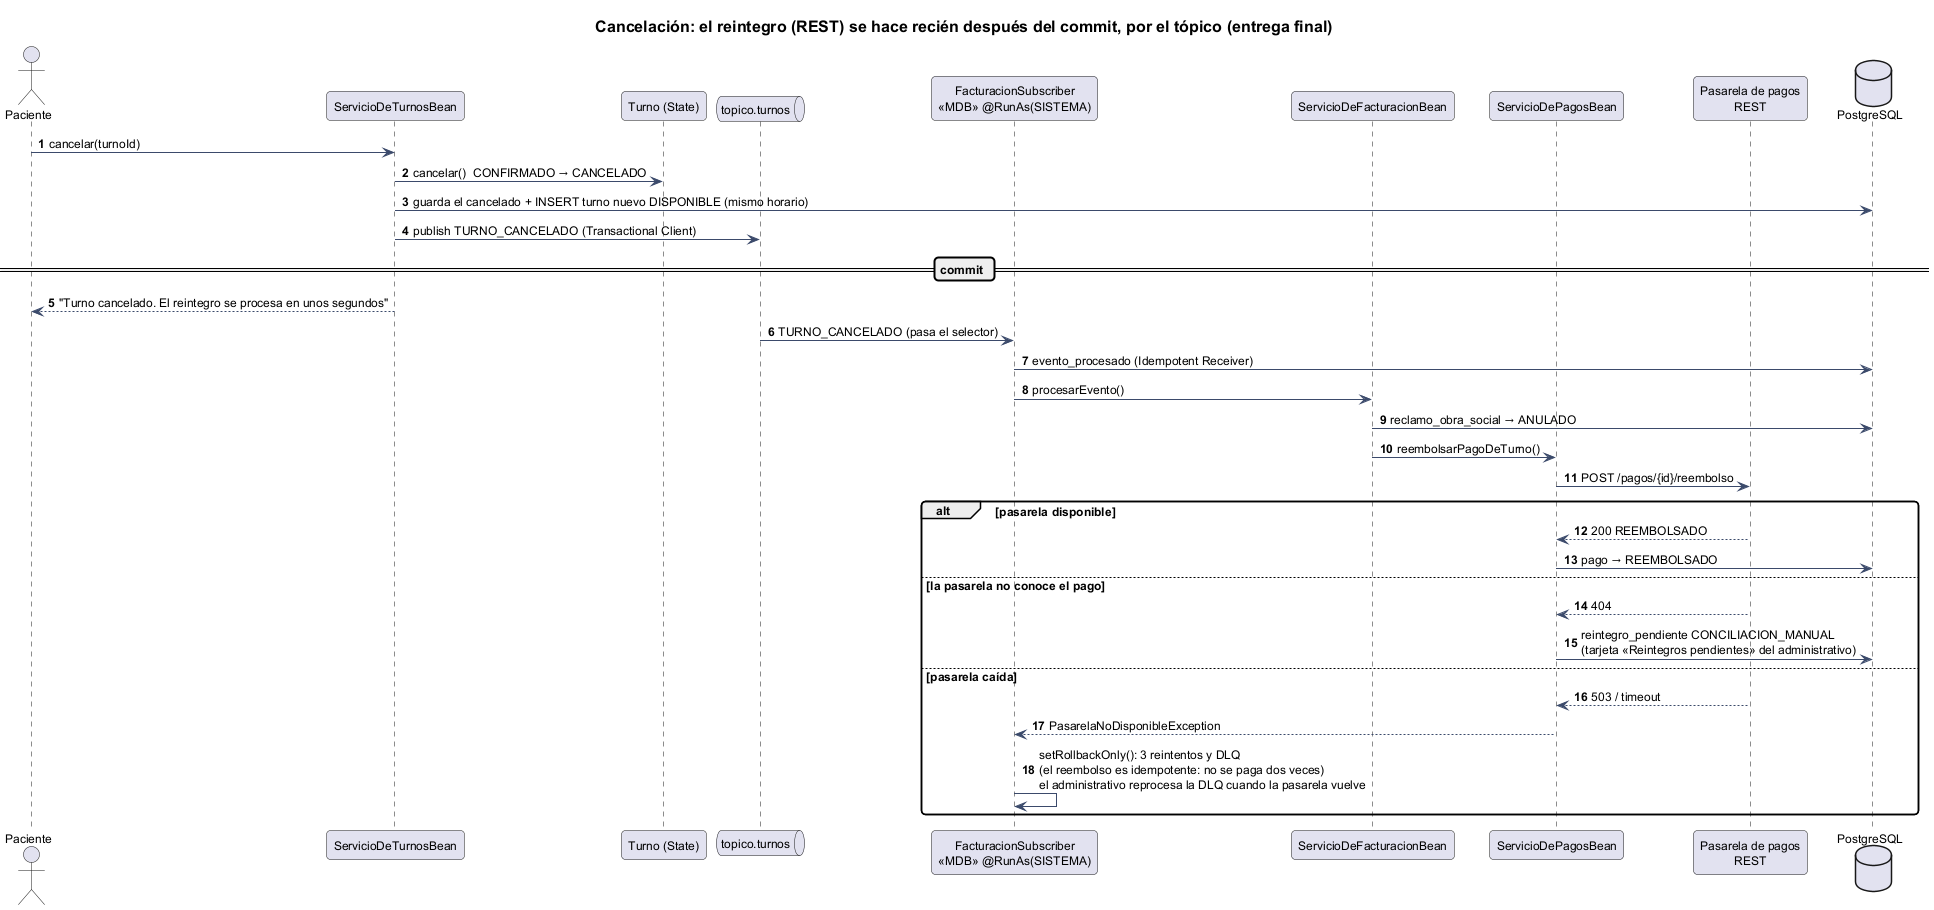 Cancelación: el reintegro (REST) se hace recién después del commit, por el tópico (entrega final)
Paciente
ServicioDeTurnosBean
Turno (State)
topico.turnos
FacturacionSubscriber
«MDB» @RunAs(SISTEMA)
ServicioDeFacturacionBean
ServicioDePagosBean
Pasarela de pagos
REST
PostgreSQL
1 cancelar(turnoId)
2 cancelar()  CONFIRMADO → CANCELADO
3 guarda el cancelado + INSERT turno nuevo DISPONIBLE (mismo horario)
4 publish TURNO_CANCELADO (Transactional Client)
commit
5 "Turno cancelado. El reintegro se procesa en unos segundos"
6 TURNO_CANCELADO (pasa el selector)
7 evento_procesado (Idempotent Receiver)
8 procesarEvento()
9 reclamo_obra_social → ANULADO
10 reembolsarPagoDeTurno()
11 POST /pagos/{id}/reembolso
alt [pasarela disponible]
12 200 REEMBOLSADO
13 pago → REEMBOLSADO
[la pasarela no conoce el pago]
14 404
15 reintegro_pendiente CONCILIACION_MANUAL
(tarjeta «Reintegros pendientes» del administrativo)
[pasarela caída]
16 503 / timeout
17 PasarelaNoDisponibleException
18 setRollbackOnly(): 3 reintentos y DLQ
(el reembolso es idempotente: no se paga dos veces)
el administrativo reprocesa la DLQ cuando la pasarela vuelve
Paciente
ServicioDeTurnosBean
Turno (State)
topico.turnos
FacturacionSubscriber
«MDB» @RunAs(SISTEMA)
ServicioDeFacturacionBean
ServicioDePagosBean
Pasarela de pagos
REST
PostgreSQL